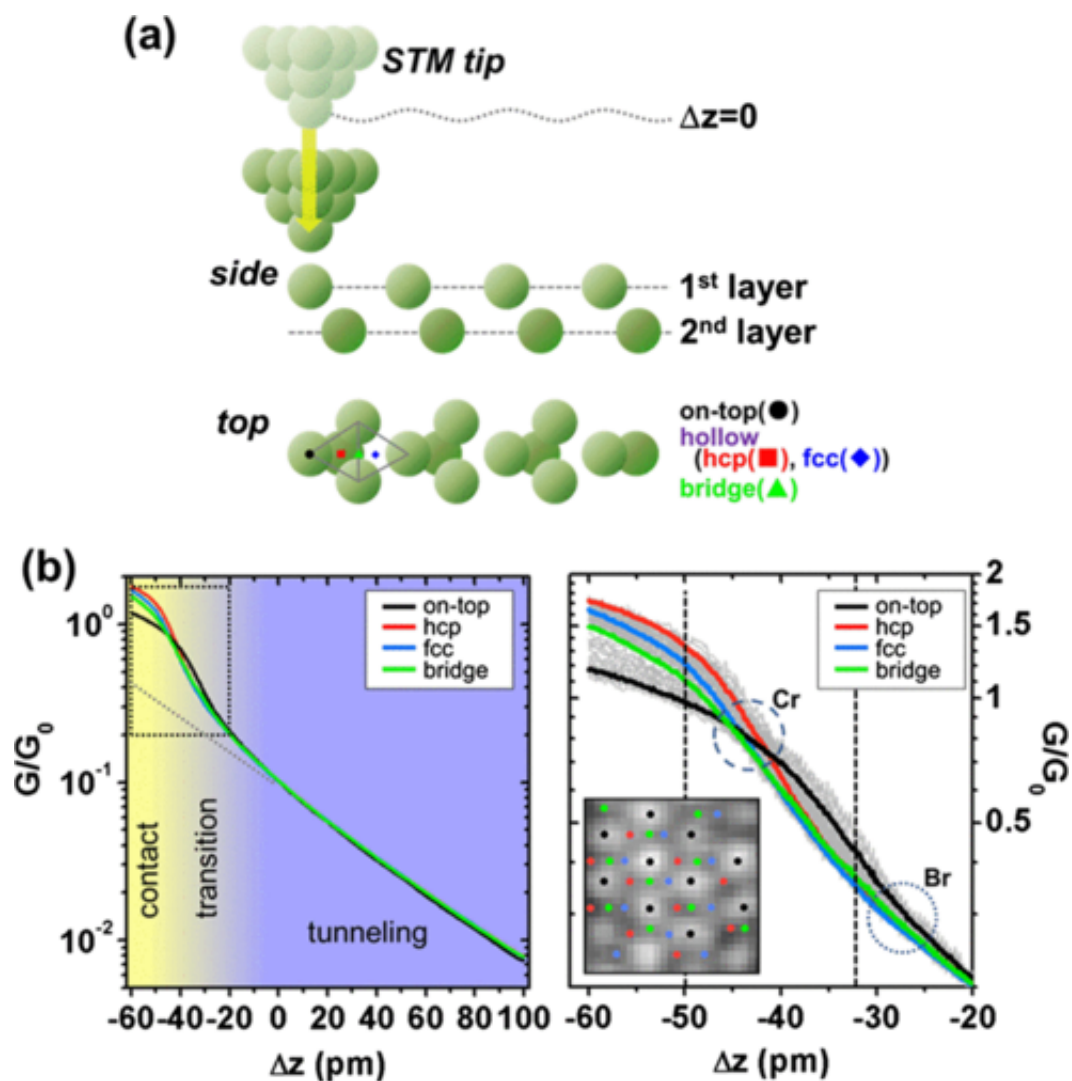 (a)
STM tip
Δz=0
side
1st layer
2nd layer
top
on-top(●)
hollow
(hcp(■), fcc(◆))
bridge(▲)
(b)
on-top
hcp
fcc
bridge
10⁰
10⁻¹
10⁻²
G/G₀
contact
transition
tunneling
-60 -40 -20 0 20 40 60 80 100
Δz (pm)
on-top
hcp
fcc
bridge
Cr
Br
2
1.5
1
0.5
G/G₀
-60 -50 -40 -30 -20
Δz (pm)